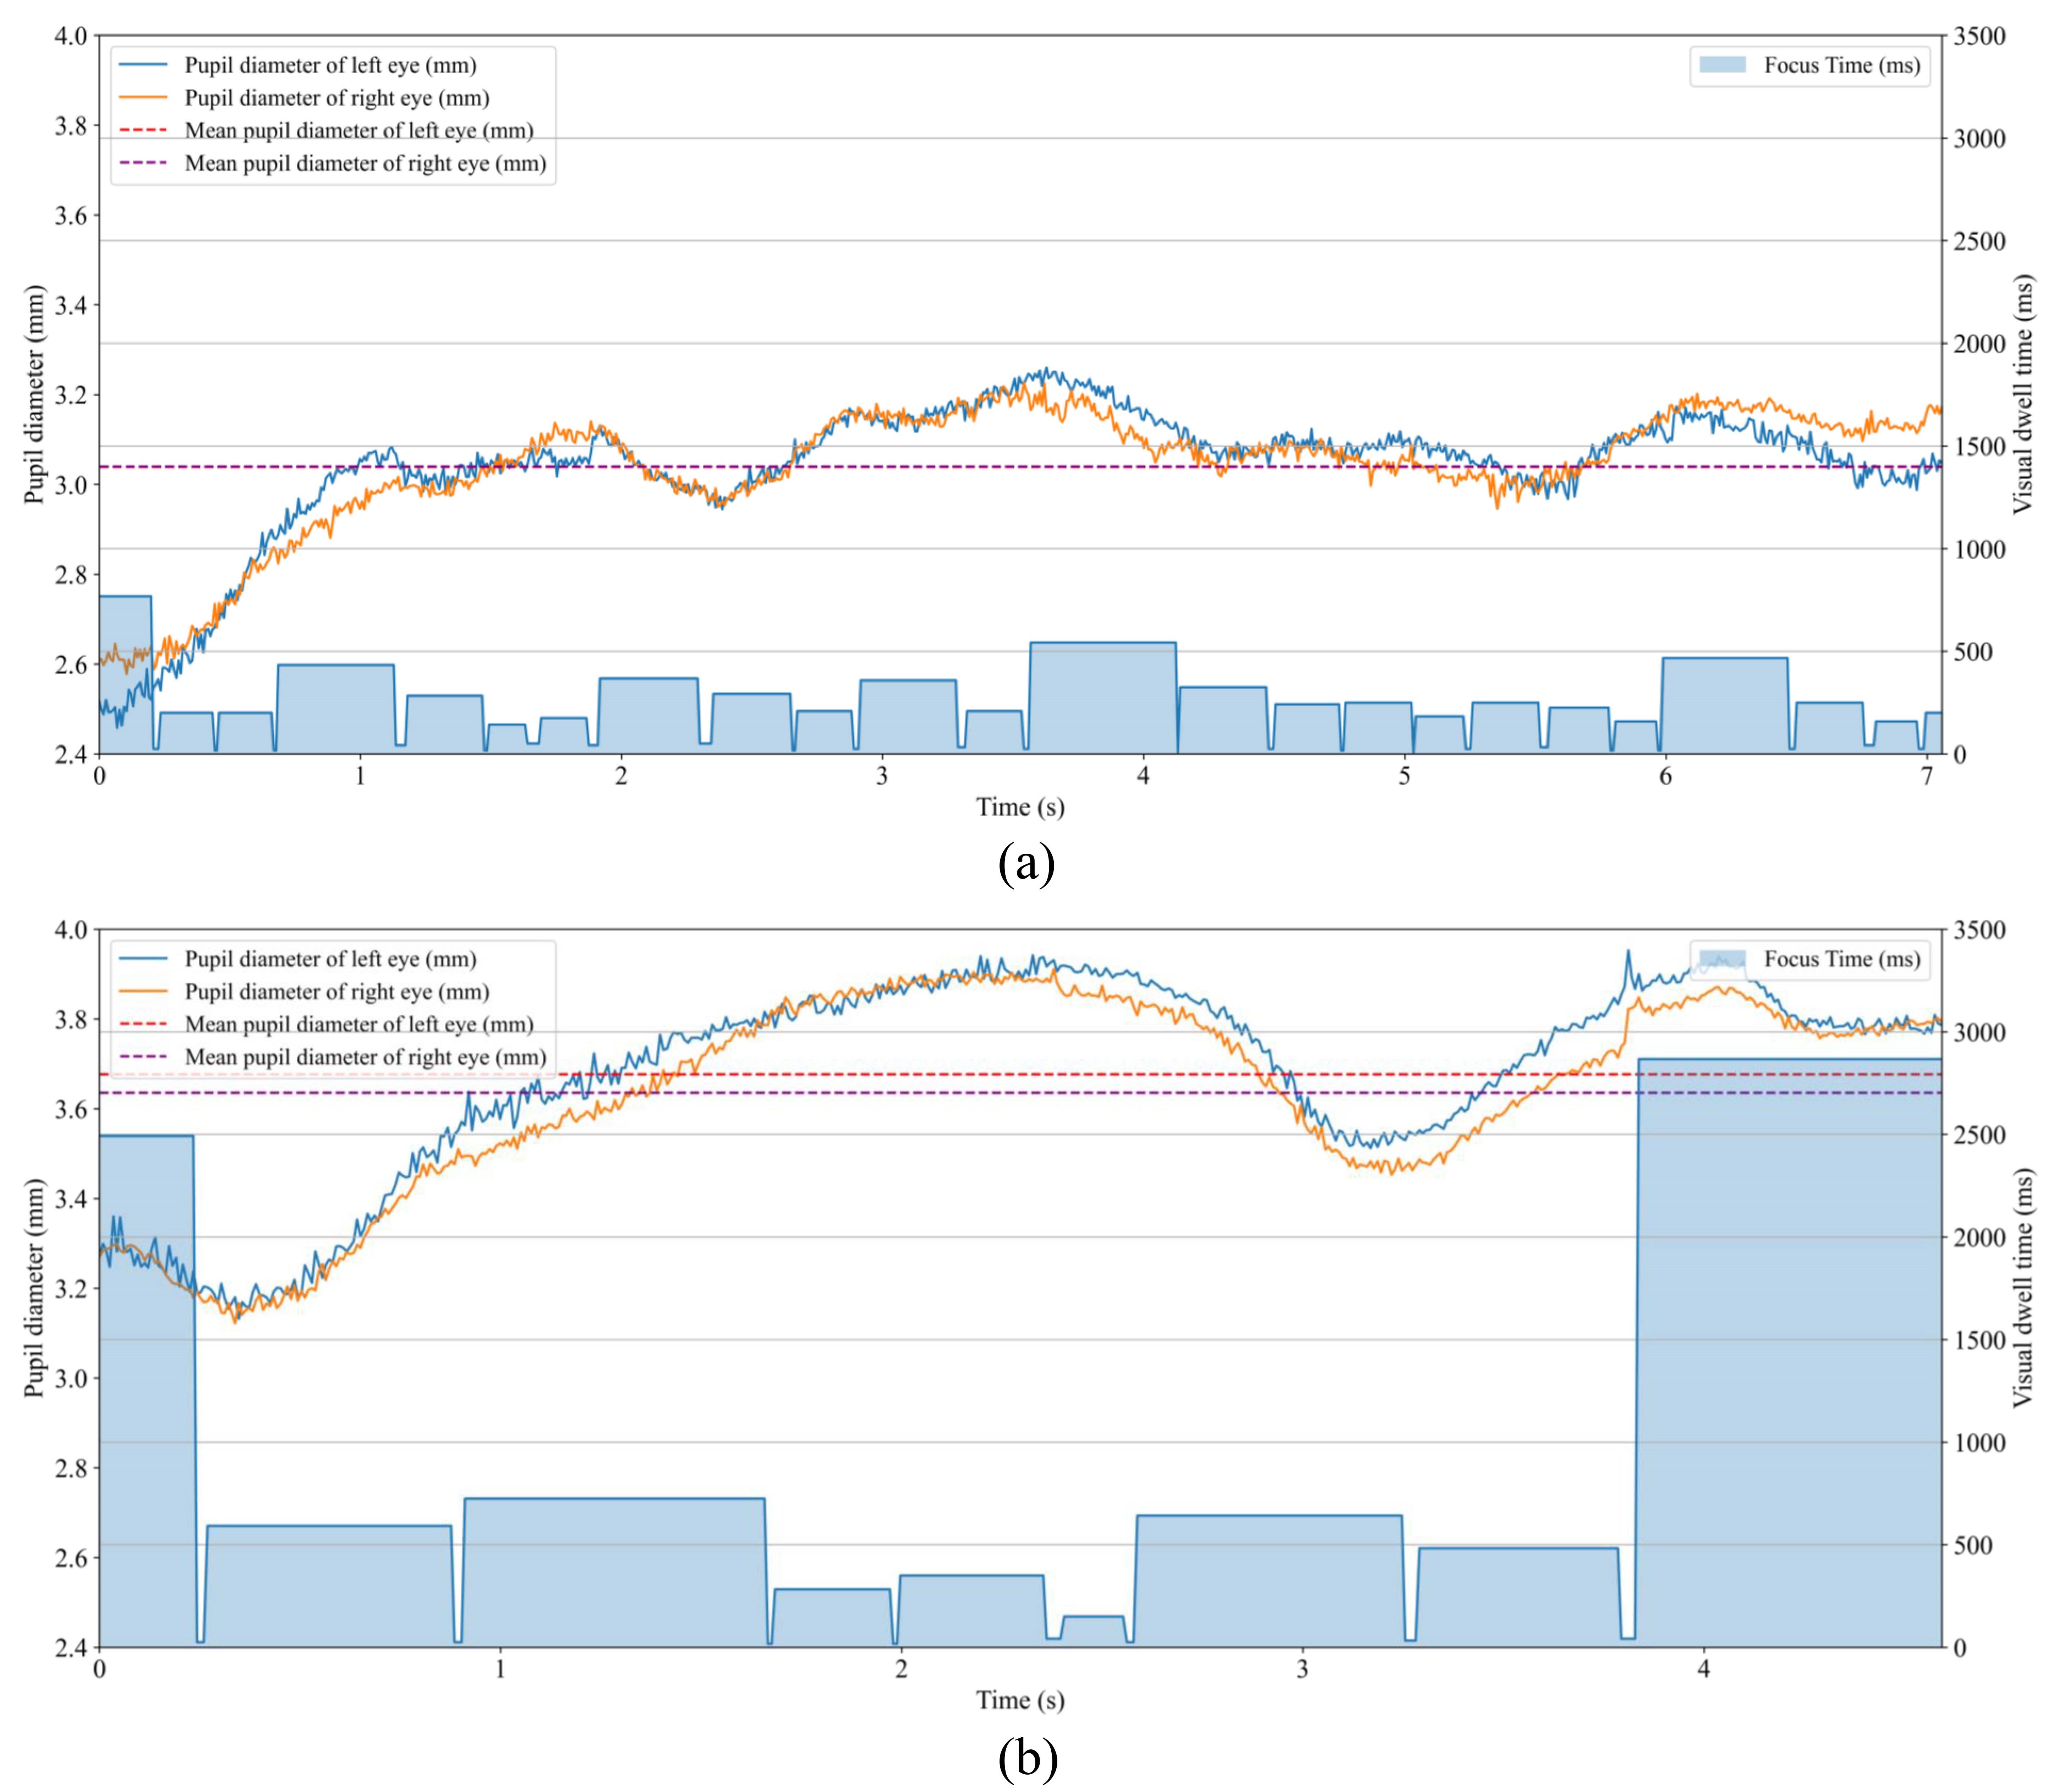 4.0
3.8
3.6
3.4
3.2
3.0
2.8
2.6
2.4
Pupil diameter (mm)
Pupil diameter of left eye (mm)
Pupil diameter of right eye (mm)
Mean pupil diameter of left eye (mm)
Mean pupil diameter of right eye (mm)
Focus Time (ms)
3500
3000
2500
2000
1500
1000
500
0
Visual dwell time (ms)
0 1 2 3 4 5 6 7
Time (s)
(a)
4.0
3.8
3.6
3.4
3.2
3.0
2.8
2.6
2.4
Pupil diameter (mm)
Pupil diameter of left eye (mm)
Pupil diameter of right eye (mm)
Mean pupil diameter of left eye (mm)
Mean pupil diameter of right eye (mm)
Focus Time (ms)
3500
3000
2500
2000
1500
1000
500
0
Visual dwell time (ms)
0 1 2 3 4
Time (s)
(b)